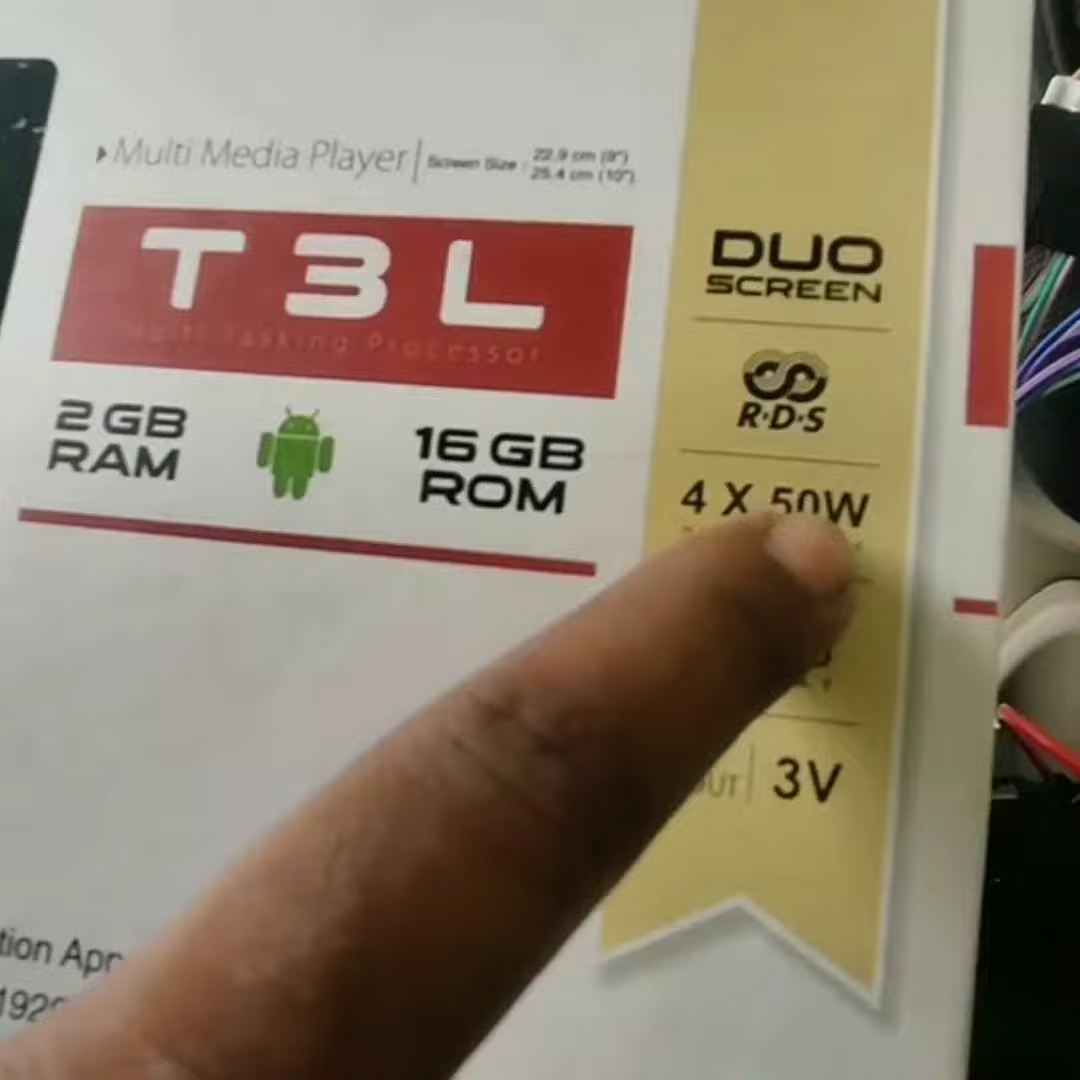 Multi Media Player
Screen Size : 22.9 cm (9")
25.4 cm (10")
T3L
Multi Tasking Processor
2 GB
RAM
16 GB
ROM
DUO
SCREEN
R·D·S
4 X 50W
3V